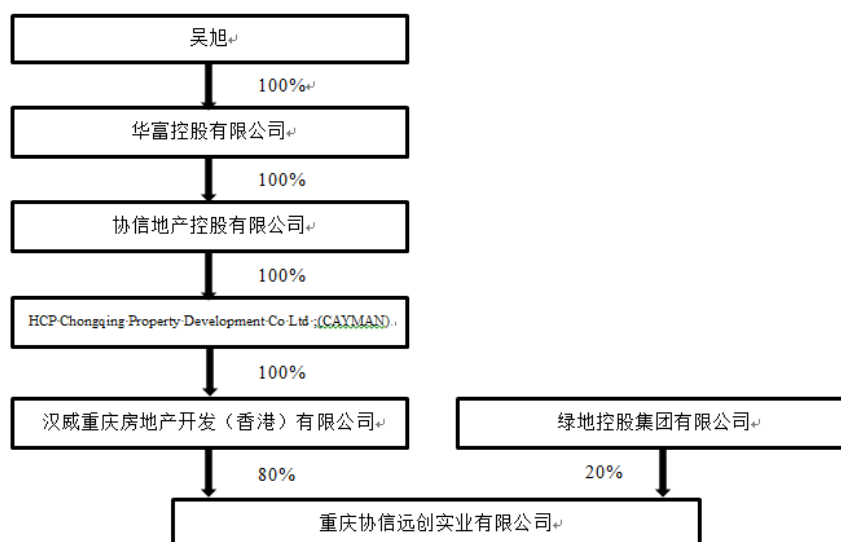 吴旭
100%
华富控股有限公司
100%
协信地产控股有限公司
100%
HCP Chongqing Property Development Co Ltd ;(CAYMAN)
100%
汉威重庆房地产开发（香港）有限公司
绿地控股集团有限公司
80%
20%
重庆协信远创实业有限公司